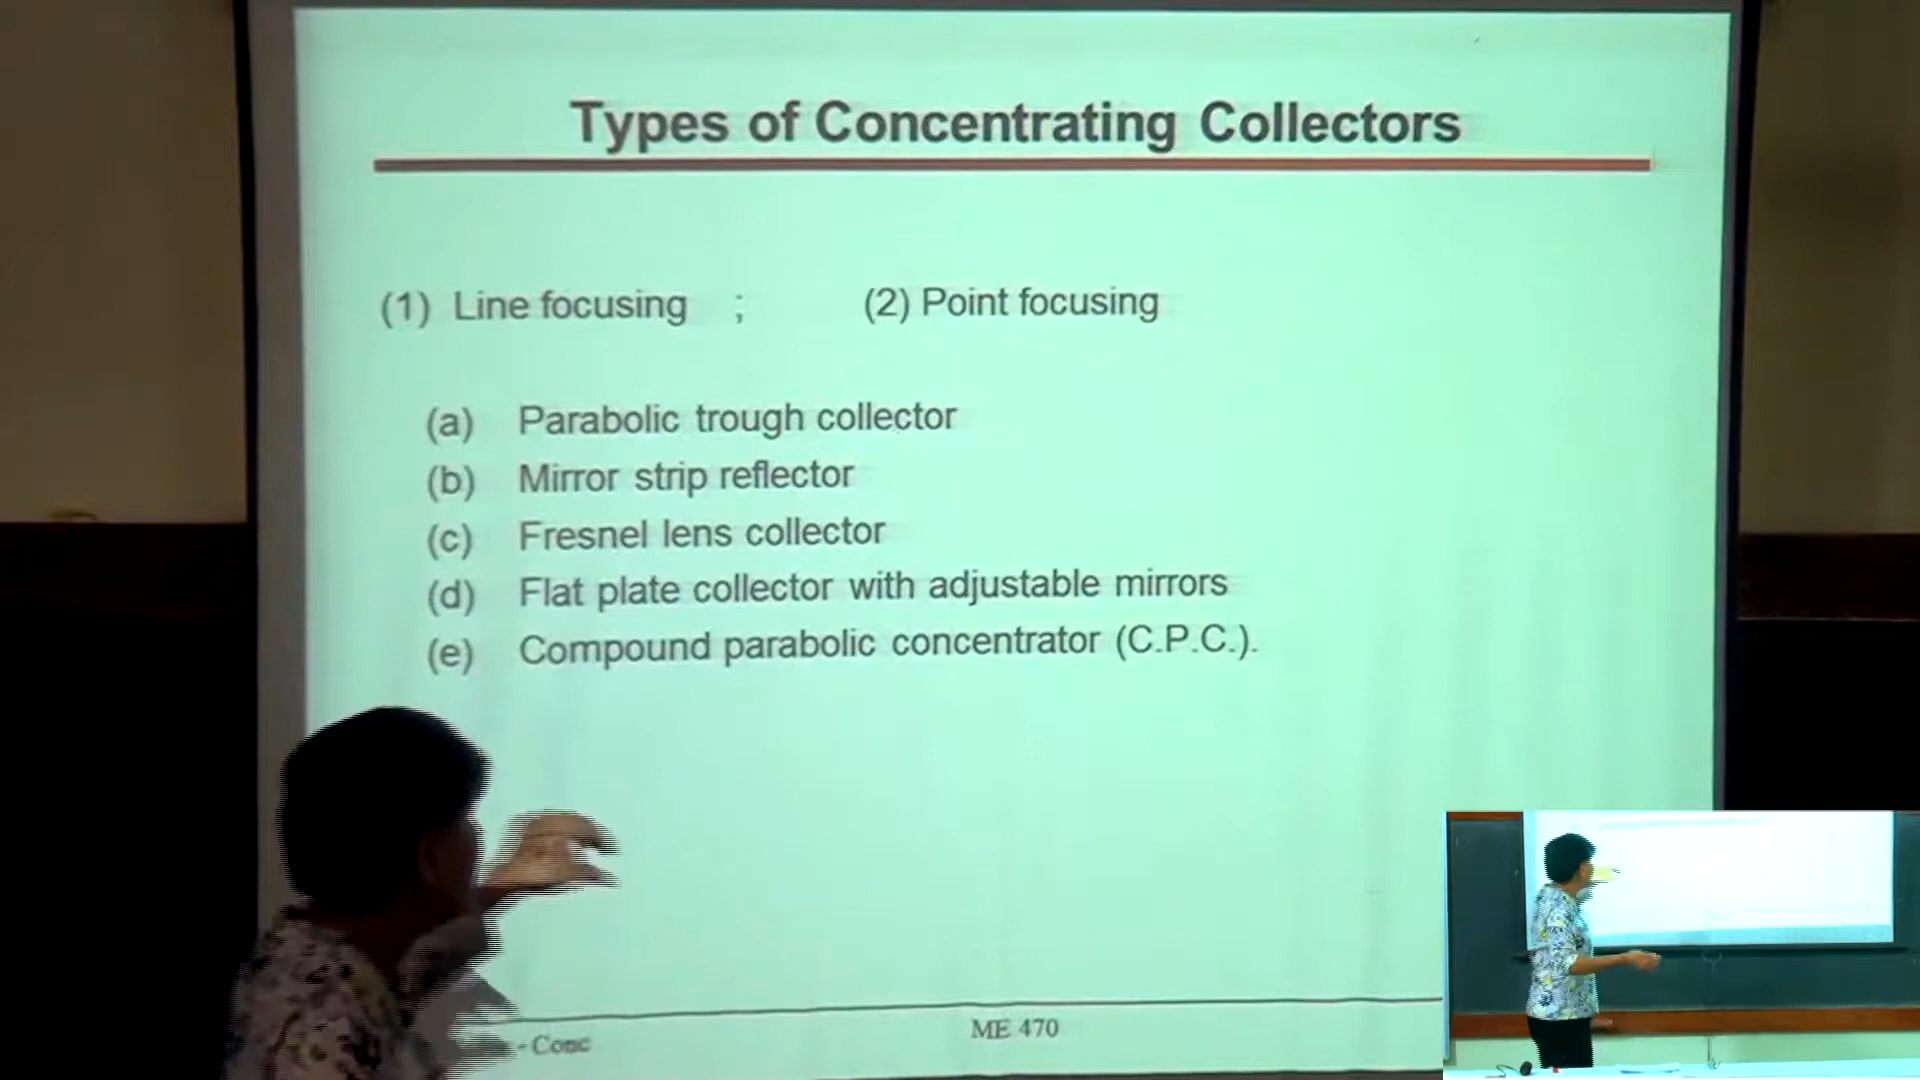 Types of Concentrating Collectors
(1) Line focusing ; (2) Point focusing
(a) Parabolic trough collector
(b) Mirror strip reflector
(c) Fresnel lens collector
(d) Flat plate collector with adjustable mirrors
(e) Compound parabolic concentrator (C.P.C.).
- Conc ME 470